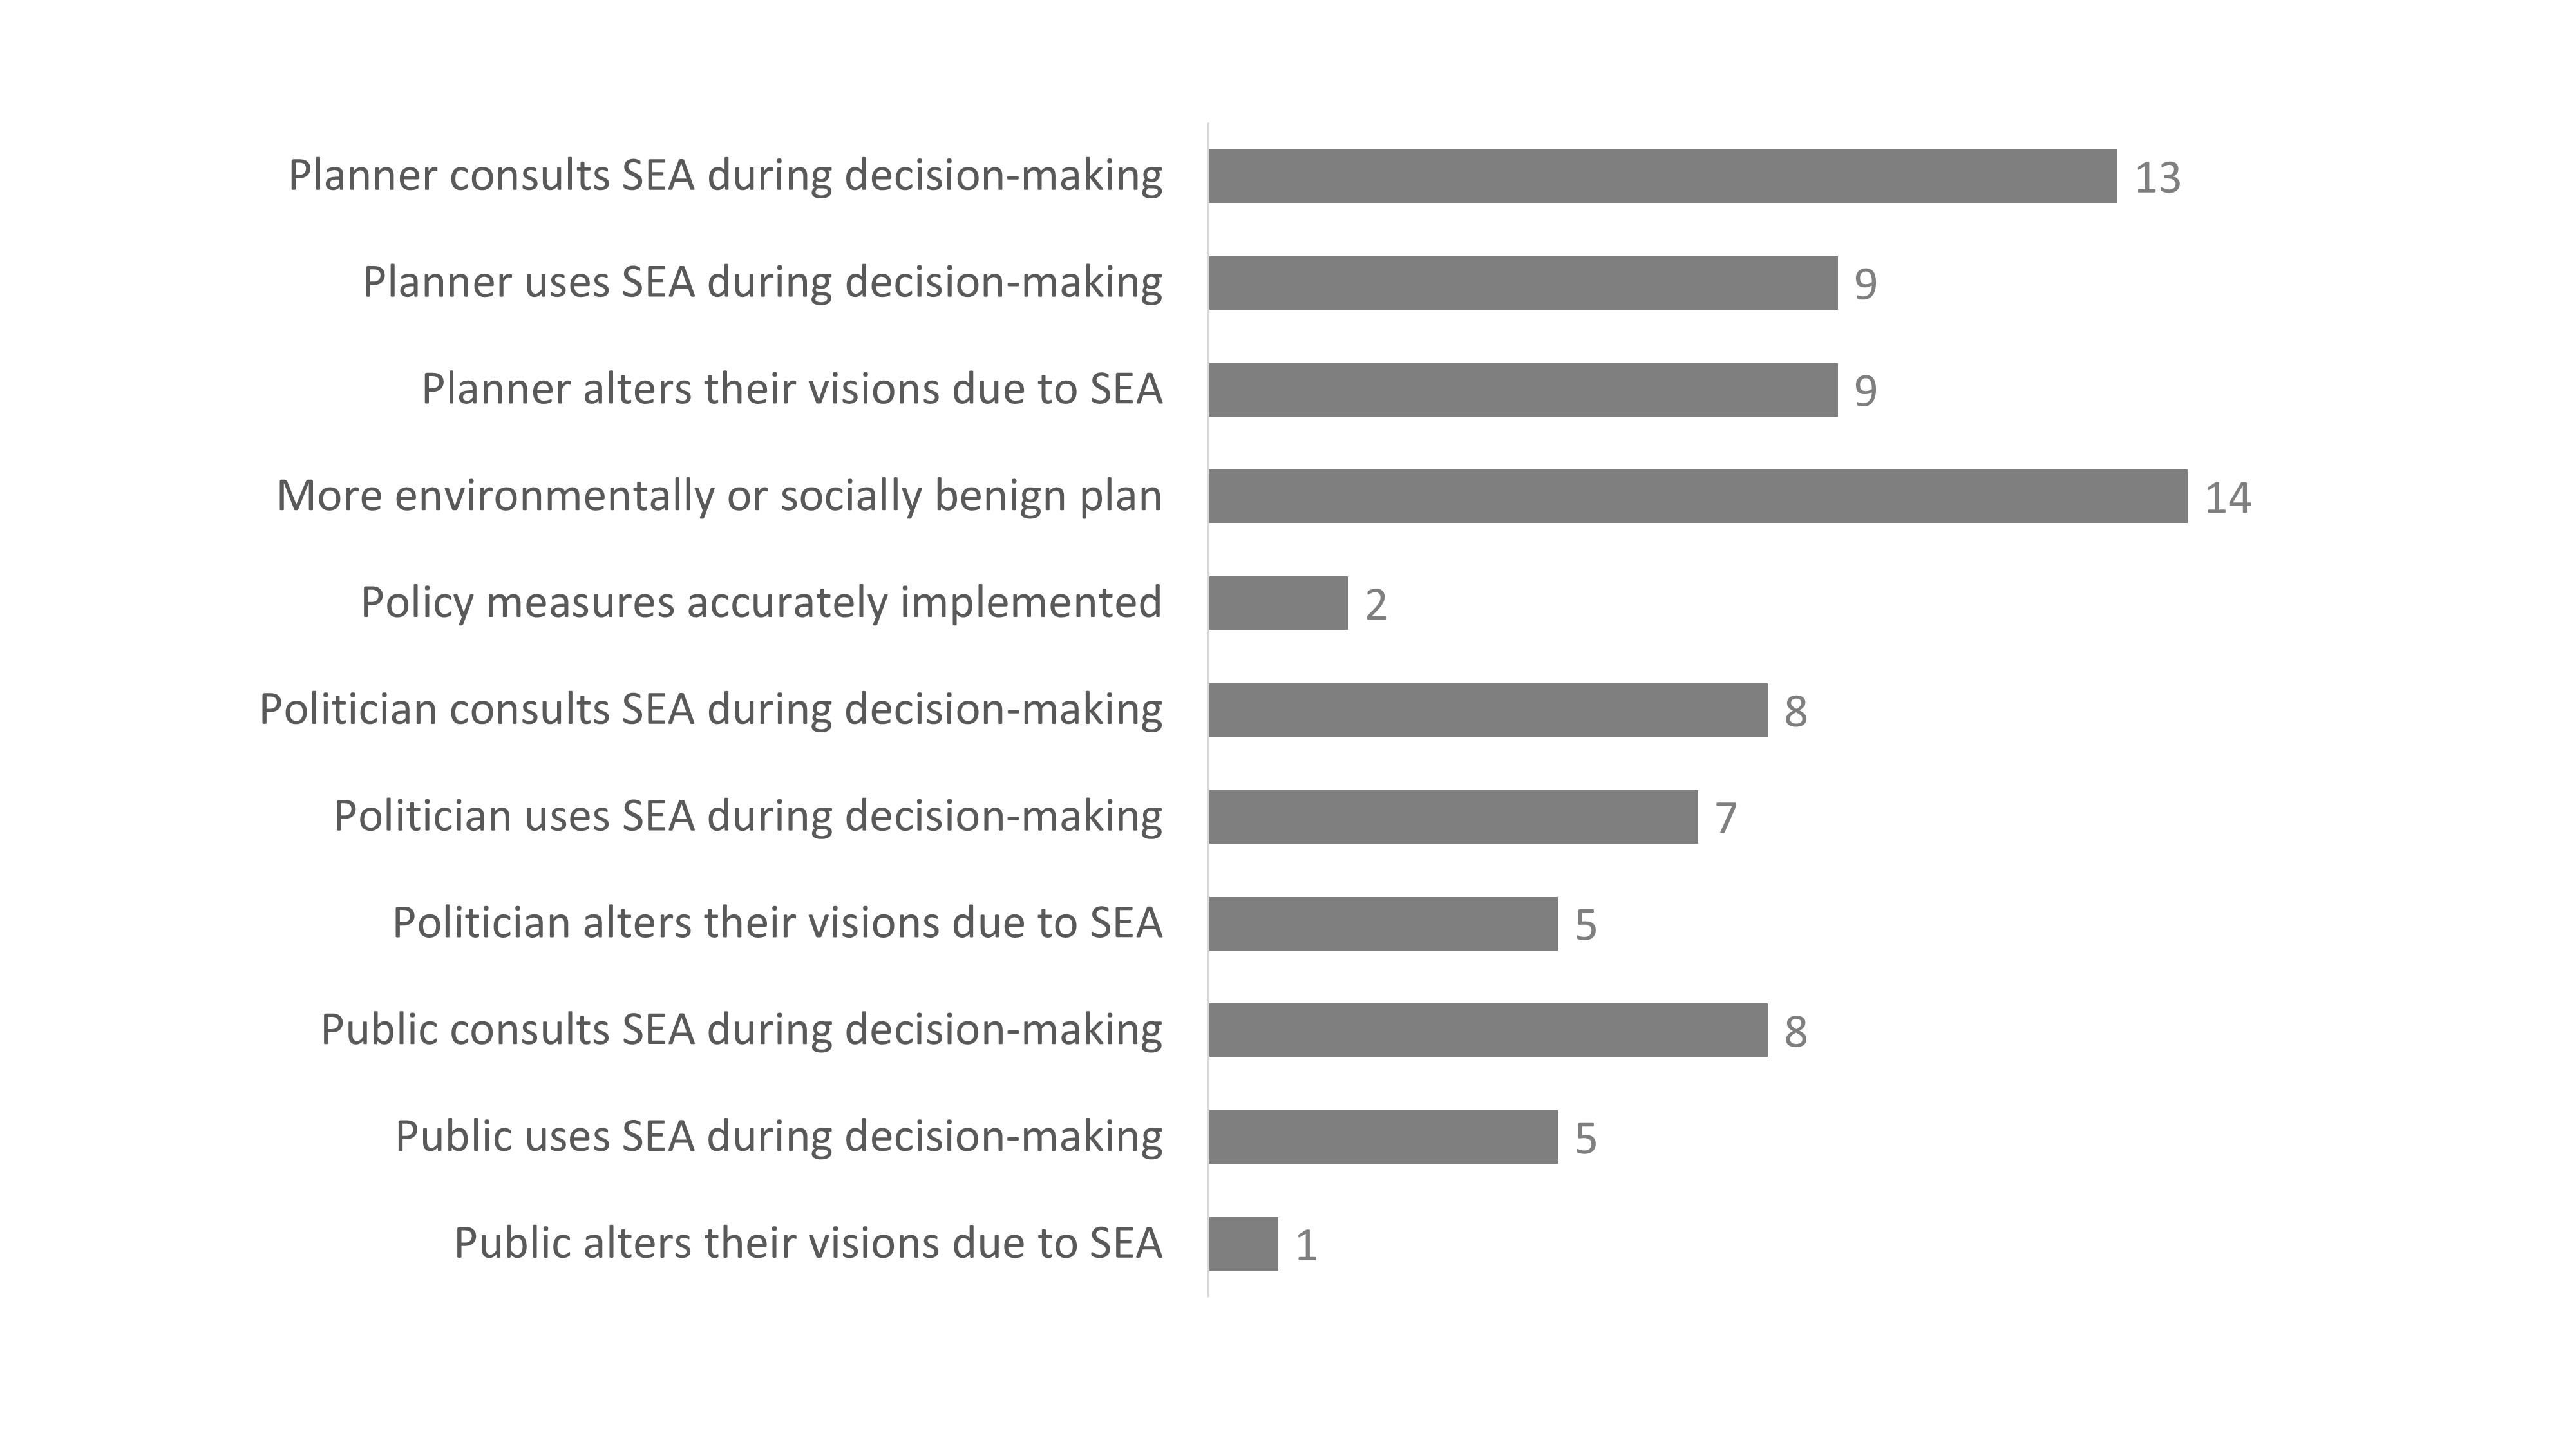 Planner consults SEA during decision-making 13
Planner uses SEA during decision-making 9
Planner alters their visions due to SEA 9
More environmentally or socially benign plan 14
Policy measures accurately implemented 2
Politician consults SEA during decision-making 8
Politician uses SEA during decision-making 7
Politician alters their visions due to SEA 5
Public consults SEA during decision-making 8
Public uses SEA during decision-making 5
Public alters their visions due to SEA 1